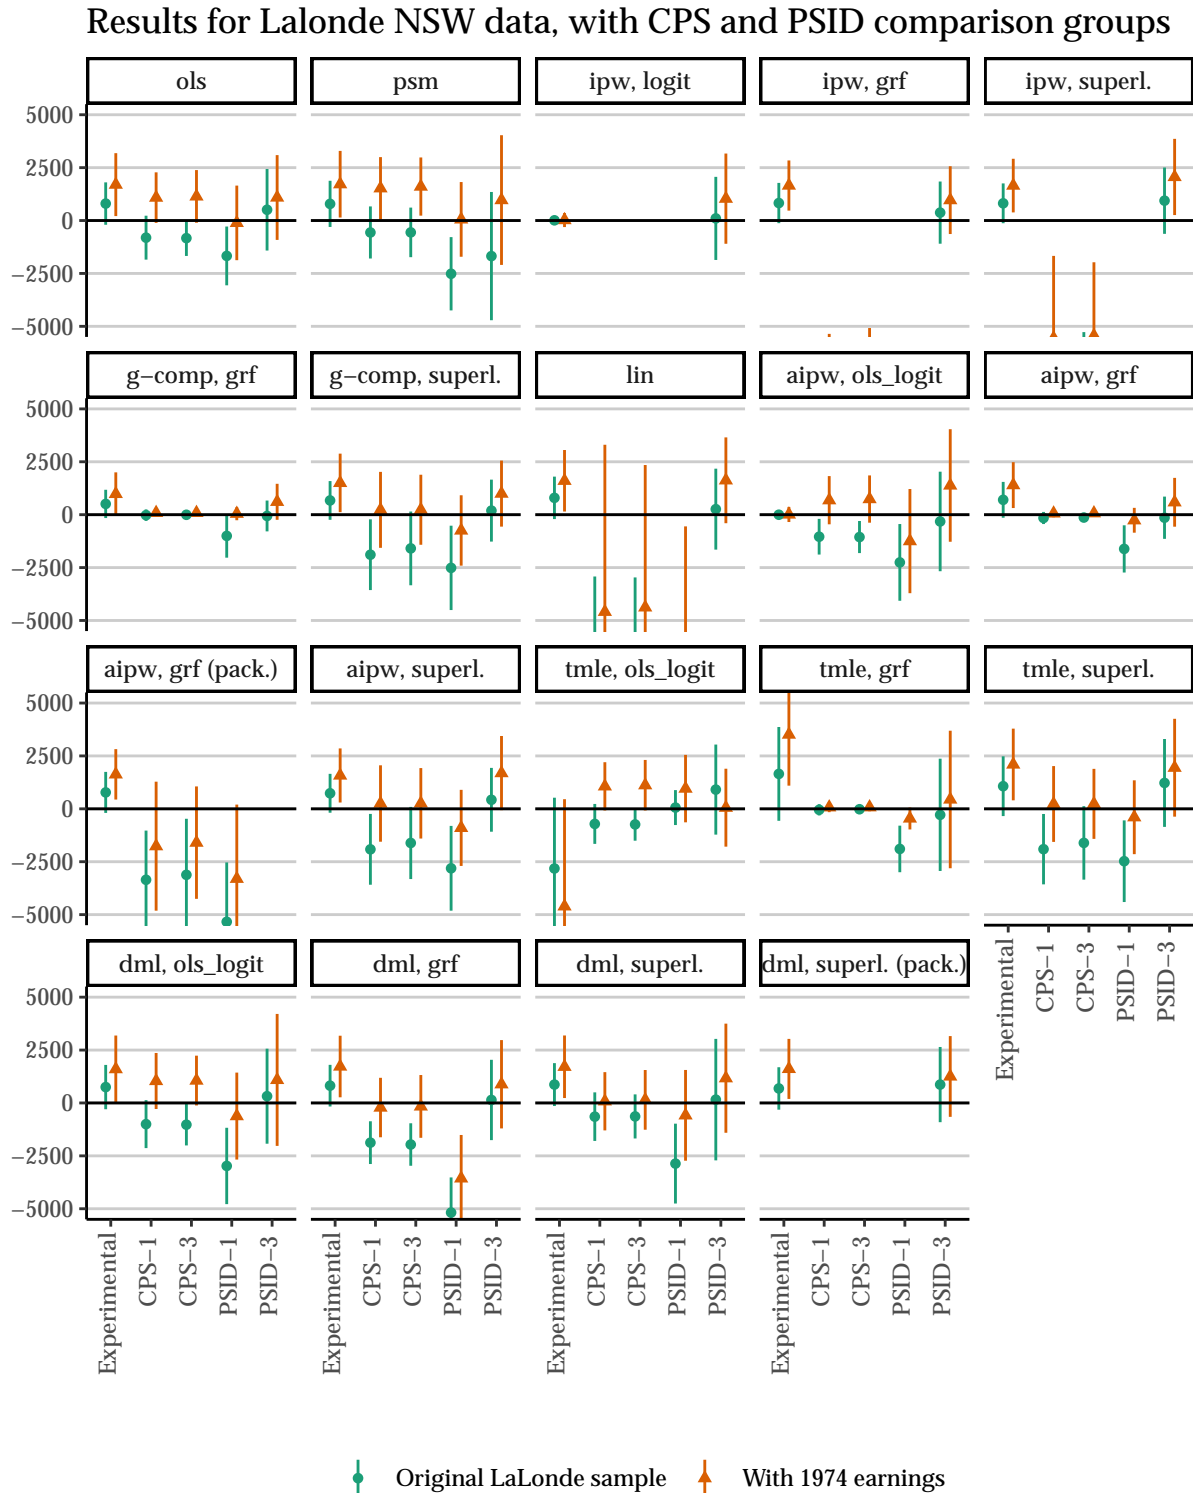 Results for Lalonde NSW data, with CPS and PSID comparison groups
ols
psm
ipw, logit
ipw, grf
ipw, superl.
5000
2500
0
−2500
−5000
g−comp, grf
g−comp, superl.
lin
aipw, ols_logit
aipw, grf
5000
2500
0
−2500
−5000
aipw, grf (pack.)
aipw, superl.
tmle, ols_logit
tmle, grf
tmle, superl.
5000
2500
0
−2500
−5000
Experimental
CPS−1
CPS−3
PSID−1
PSID−3
dml, ols_logit
dml, grf
dml, superl.
dml, superl. (pack.)
5000
2500
0
−2500
−5000
Experimental
CPS−1
CPS−3
PSID−1
PSID−3
Experimental
CPS−1
CPS−3
PSID−1
PSID−3
Experimental
CPS−1
CPS−3
PSID−1
PSID−3
Experimental
CPS−1
CPS−3
PSID−1
PSID−3
Original LaLonde sample
With 1974 earnings